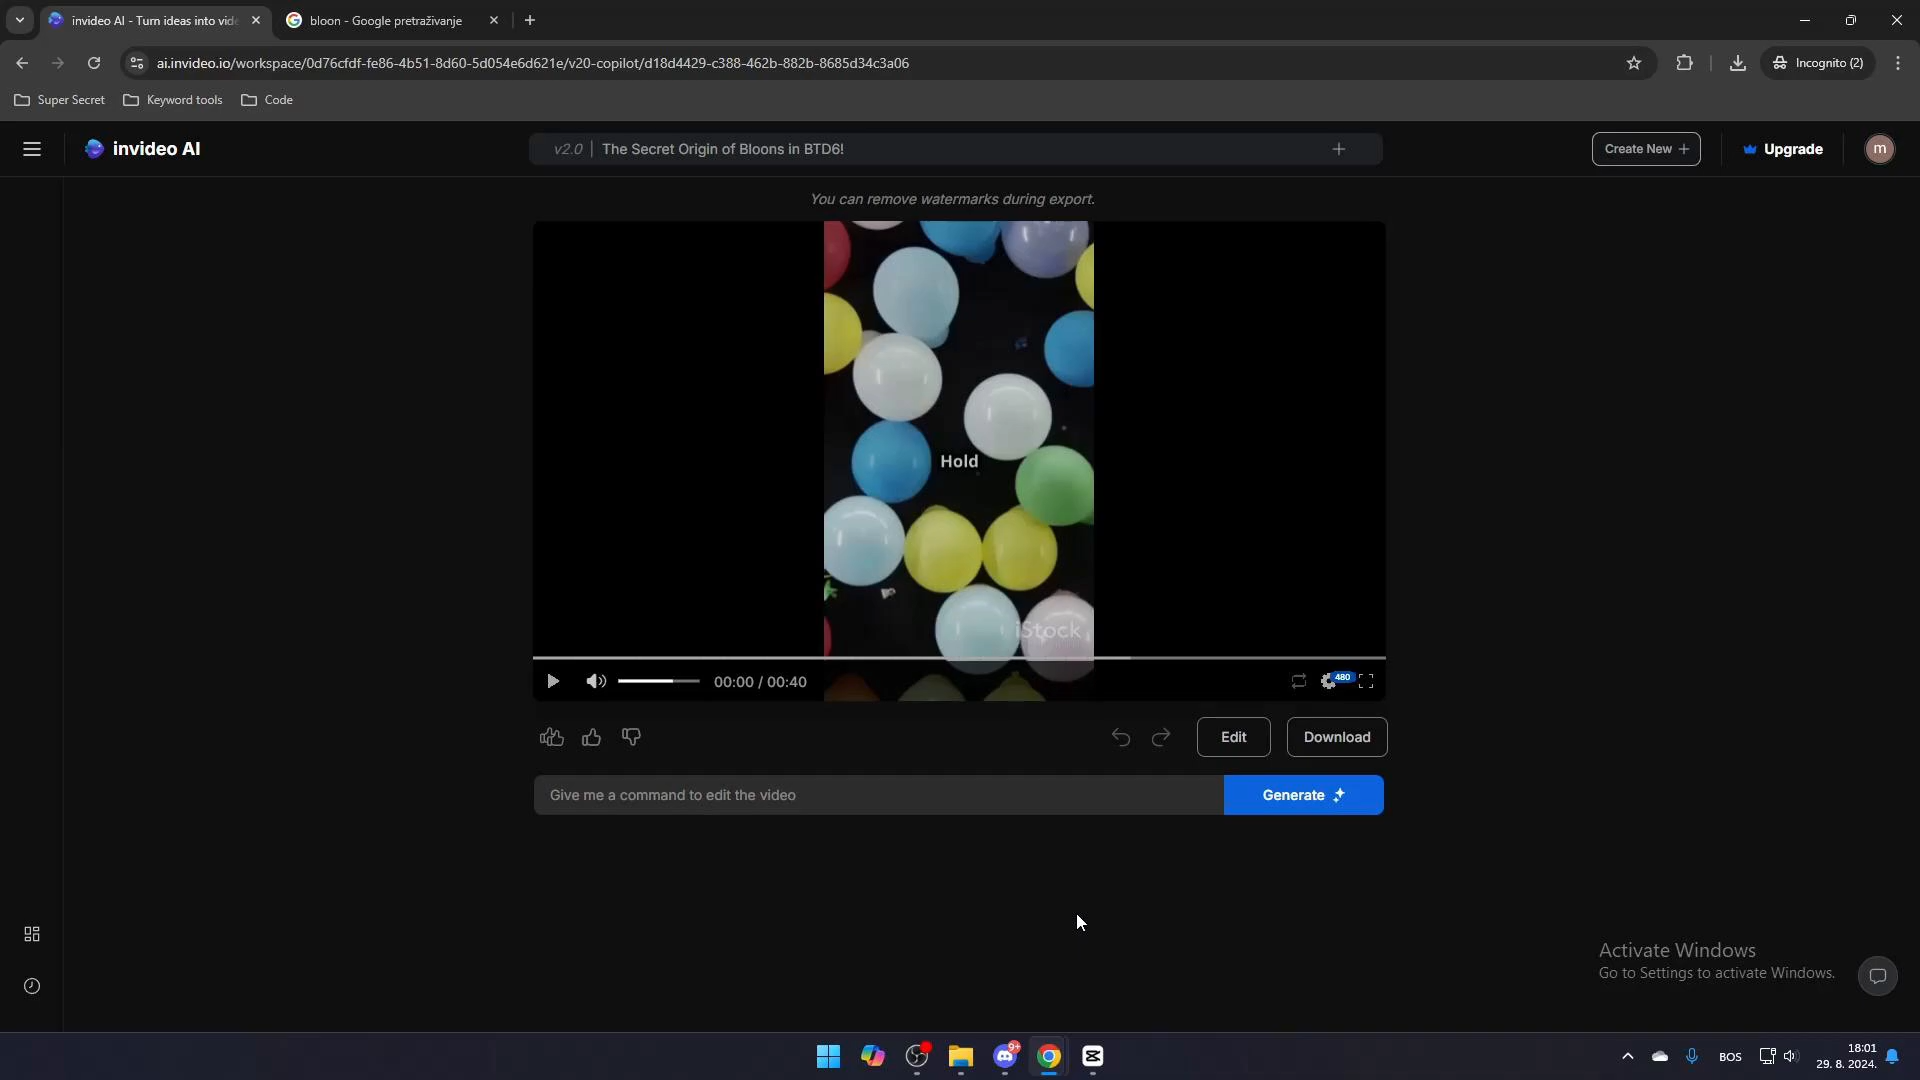 invideo AI - Turn ideas into vide
bloon - Google pretraživanje
ai.invideo.io/workspace/0d76cfdf-fe86-4b51-8d60-5d054e6d621e/v20-copilot/d18d4429-c388-462b-882b-8685d34c3a06
Incognito (2)
Super Secret
Keyword tools
Code
invideo AI
v2.0 | The Secret Origin of Bloons in BTD6!
Create New
Upgrade
m
You can remove watermarks during export.
Hold
iStock
00:00 / 00:40
480
Edit
Download
Give me a command to edit the video
Generate
Activate Windows
Go to Settings to activate Windows.
9+
BOS
18:01
29. 8. 2024.